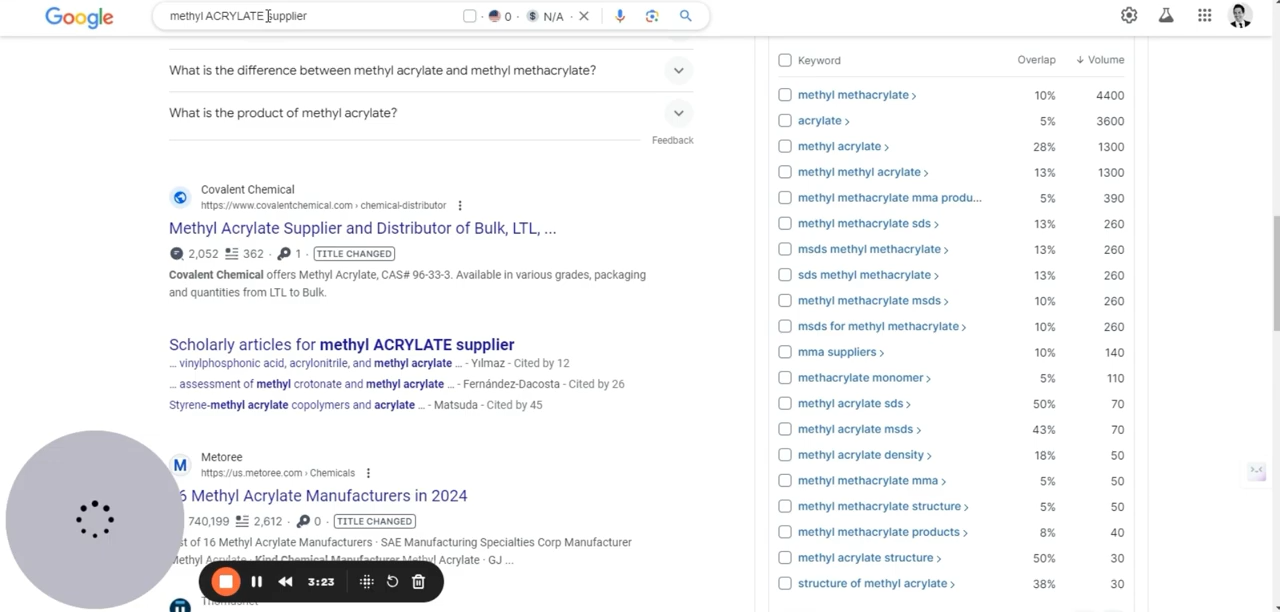 Google
methyl ACRYLATE supplier
0 · $ N/A ·
What is the difference between methyl acrylate and methyl methacrylate?
What is the product of methyl acrylate?
Feedback
Covalent Chemical
https://www.covalentchemical.com › chemical-distributor
Methyl Acrylate Supplier and Distributor of Bulk, LTL, ...
2,052 362 · 1 · TITLE CHANGED
Covalent Chemical offers Methyl Acrylate, CAS# 96-33-3. Available in various grades, packaging
and quantities from LTL to Bulk.
Scholarly articles for methyl ACRYLATE supplier
... vinylphosphonic acid, acrylonitrile, and methyl acrylate ... - Yılmaz - Cited by 12
... assessment of methyl crotonate and methyl acrylate ... - Fernández-Dacosta - Cited by 26
Styrene-methyl acrylate copolymers and acrylate ... - Matsuda - Cited by 45
M
Metoree
https://us.metoree.com › Chemicals
6 Methyl Acrylate Manufacturers in 2024
740,199 2,612 · 0 · TITLE CHANGED
st of 16 Methyl Acrylate Manufacturers · SAE Manufacturing Specialties Corp Manufacturer
Methyl Acrylate · Kind Chemical Manufacturer Methyl Acrylate · GJ ...
3:23
Keyword Overlap ↓ Volume
methyl methacrylate › 10% 4400
acrylate › 5% 3600
methyl acrylate › 28% 1300
methyl methyl acrylate › 13% 1300
methyl methacrylate mma produ... 5% 390
methyl methacrylate sds › 13% 260
msds methyl methacrylate › 13% 260
sds methyl methacrylate › 13% 260
methyl methacrylate msds › 10% 260
msds for methyl methacrylate › 10% 260
mma suppliers › 10% 140
methacrylate monomer › 5% 110
methyl acrylate sds › 50% 70
methyl acrylate msds › 43% 70
methyl acrylate density › 18% 50
methyl methacrylate mma › 5% 50
methyl methacrylate structure › 5% 50
methyl methacrylate products › 8% 40
methyl acrylate structure › 50% 30
structure of methyl acrylate › 38% 30